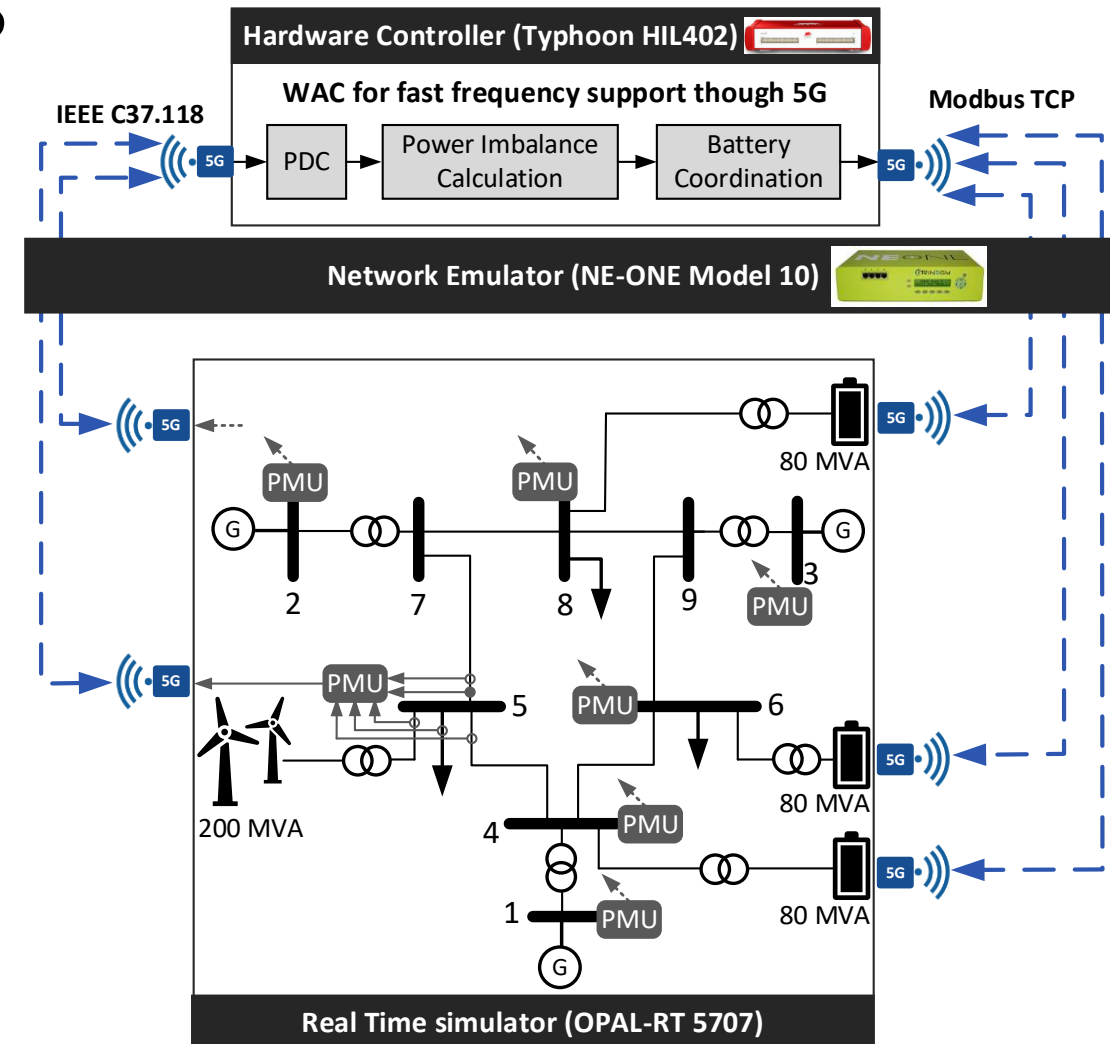 Hardware Controller (Typhoon HIL402)
WAC for fast frequency support though 5G
IEEE C37.118
Modbus TCP
5G
PDC
Power Imbalance
Calculation
Battery
Coordination
5G
Network Emulator (NE-ONE Model 10)
NE ONE
5G
5G
80 MVA
PMU
PMU
G
G
2
7
8
9
3
PMU
5G
PMU
5
PMU
6
5G
80 MVA
200 MVA
4
PMU
5G
80 MVA
1
PMU
G
Real Time simulator (OPAL-RT 5707)